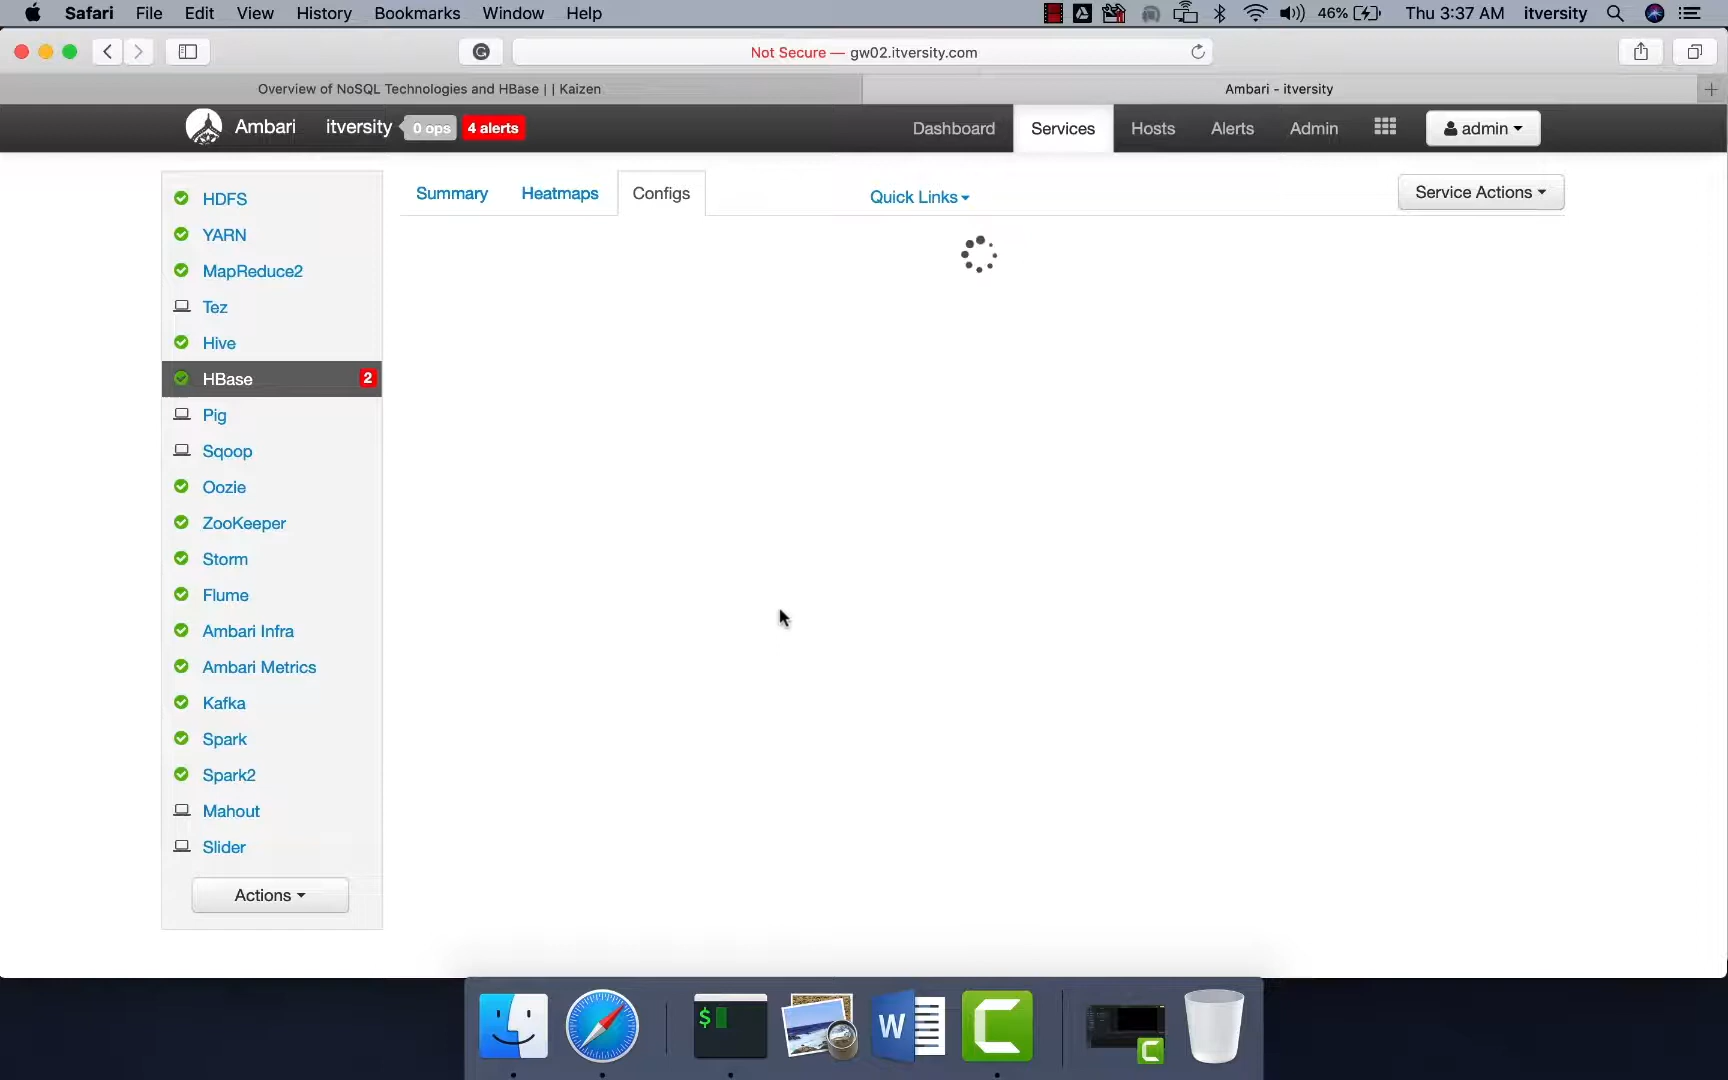 Safari File Edit View History Bookmarks Window Help 46% Thu 3:37 AM itversity
Not Secure — gw02.itversity.com
Overview of NoSQL Technologies and HBase | | Kaizen
Ambari - itversity
Ambari itversity 0 ops 4 alerts Dashboard Services Hosts Alerts Admin admin
HDFS
YARN
MapReduce2
Tez
Hive
HBase 2
Pig
Sqoop
Oozie
ZooKeeper
Storm
Flume
Ambari Infra
Ambari Metrics
Kafka
Spark
Spark2
Mahout
Slider
Actions
Summary Heatmaps Configs Quick Links Service Actions
$
W